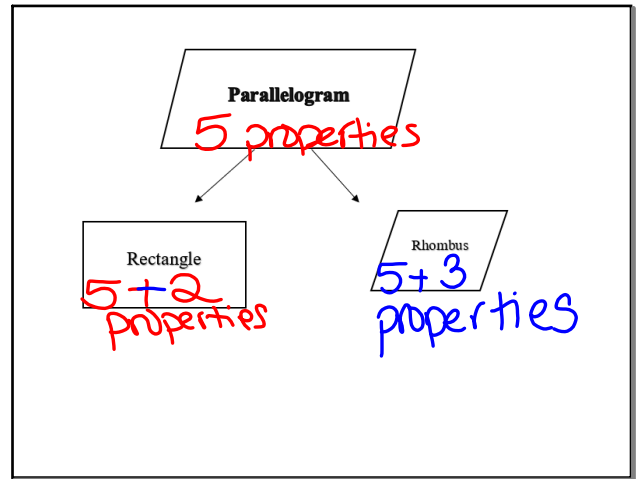 Parallelogram
5 properties
Rectangle
5+2
properties
Rhombus
5+3
properties